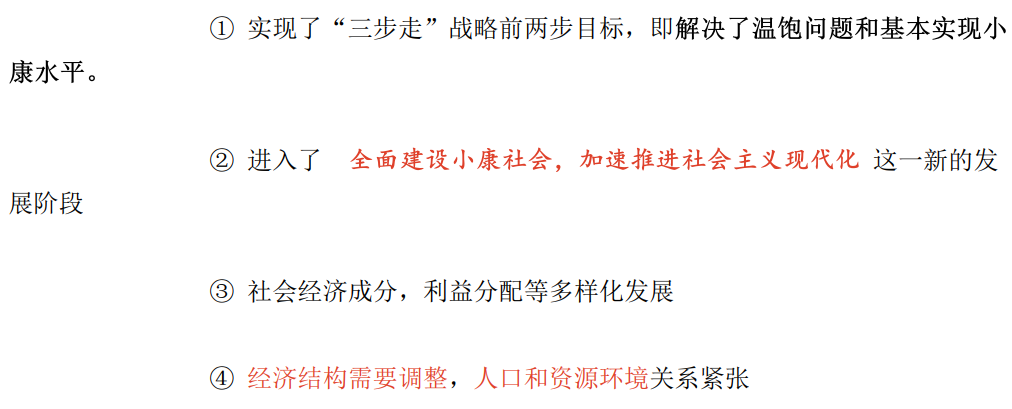 ① 实现了“三步走”战略前两步目标，即解决了温饱问题和基本实现小
康水平。
② 进入了 全面建设小康社会，加速推进社会主义现代化 这一新的发
展阶段
③ 社会经济成分，利益分配等多样化发展
④ 经济结构需要调整，人口和资源环境关系紧张